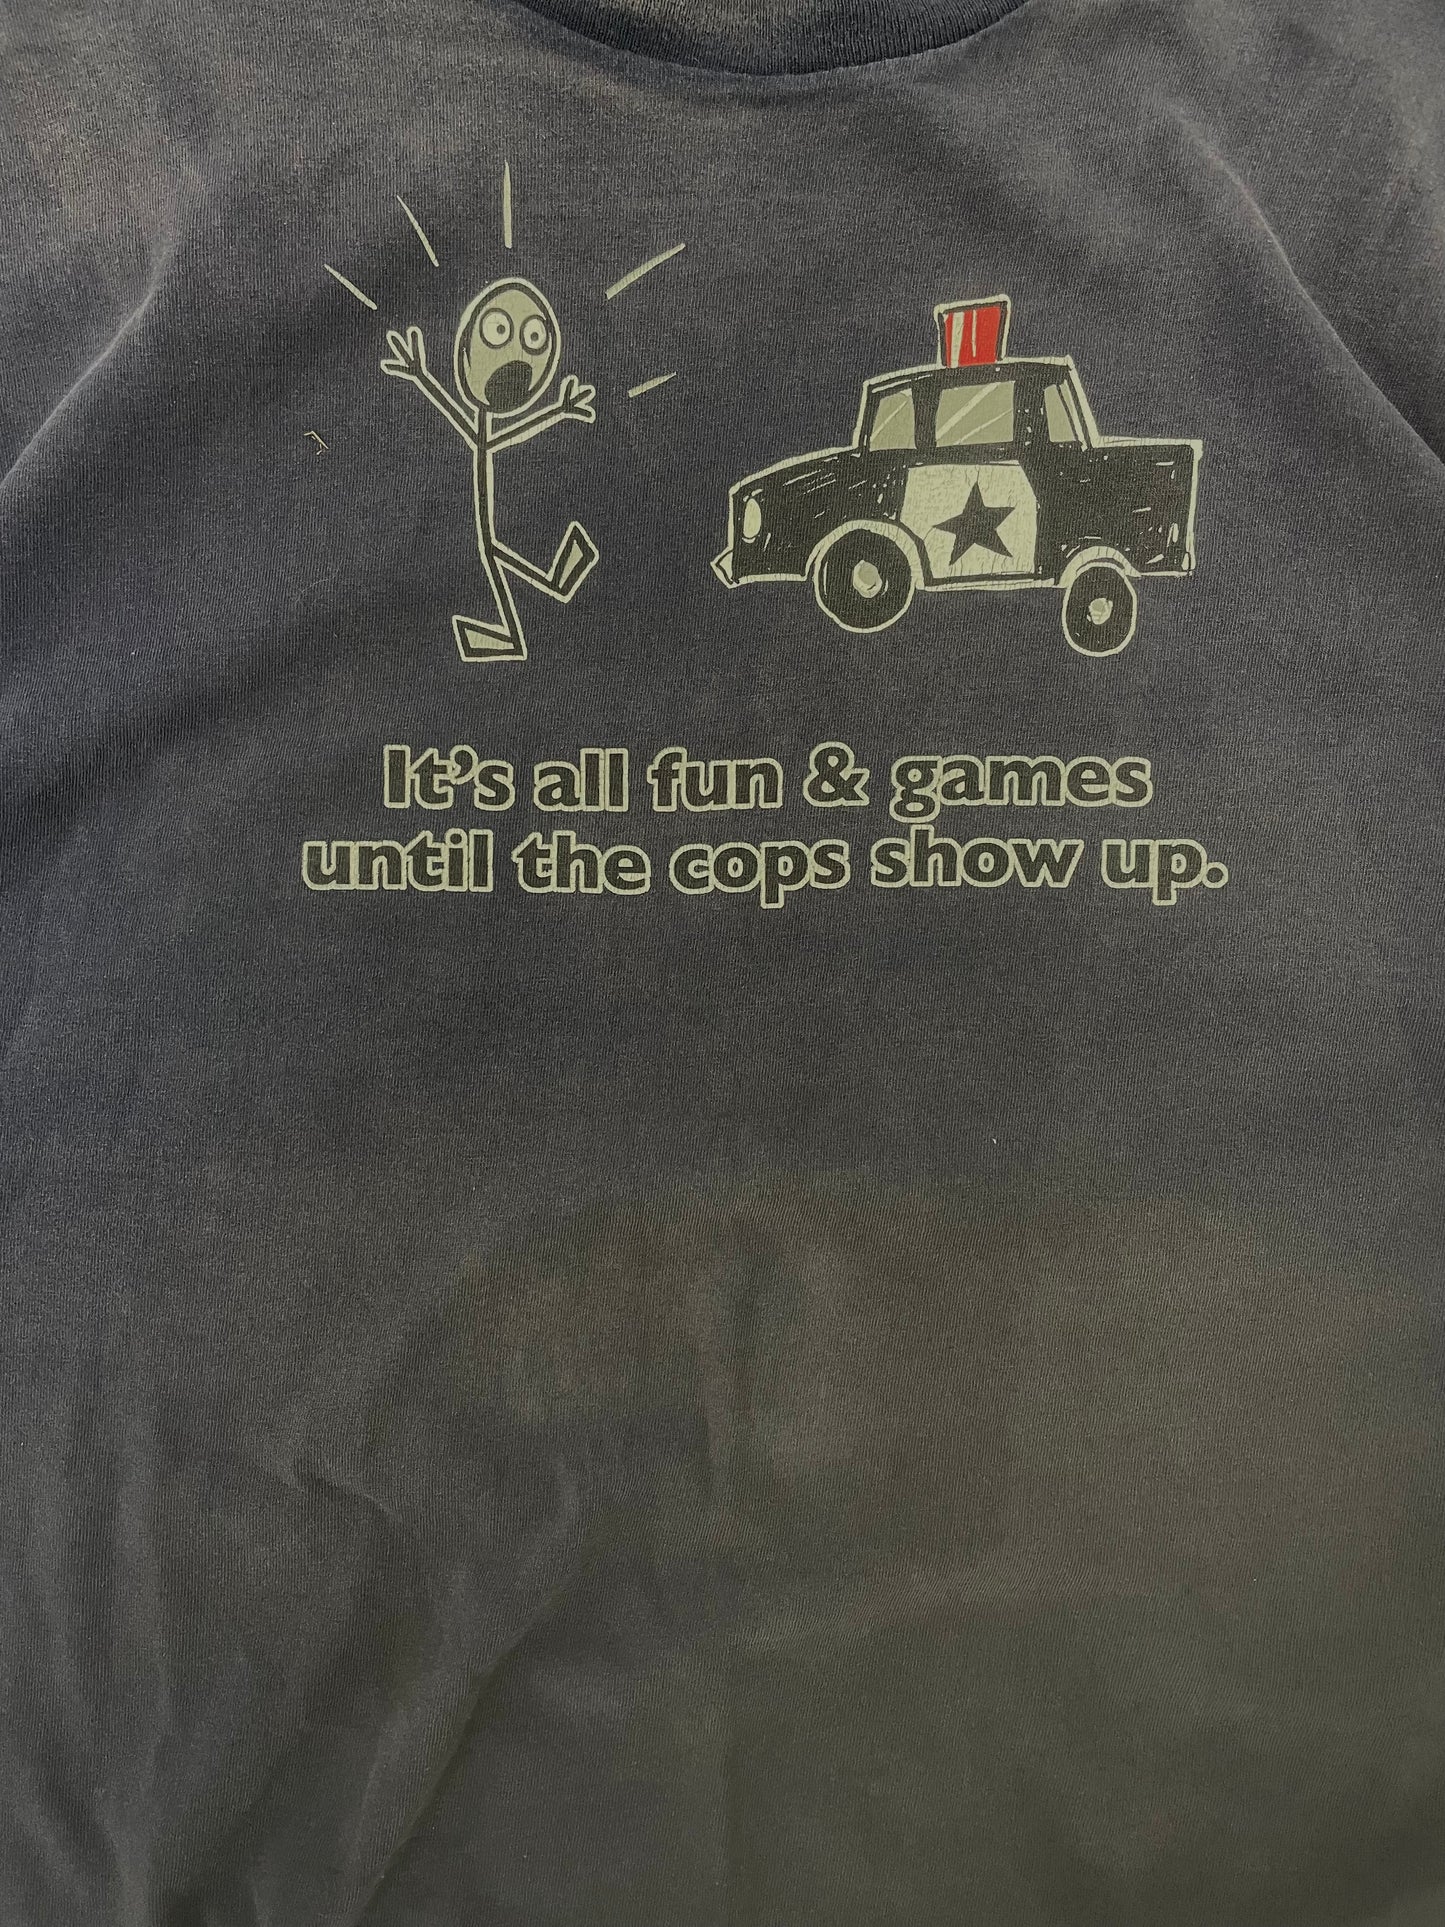 It's all fun & games
until the cops show up.